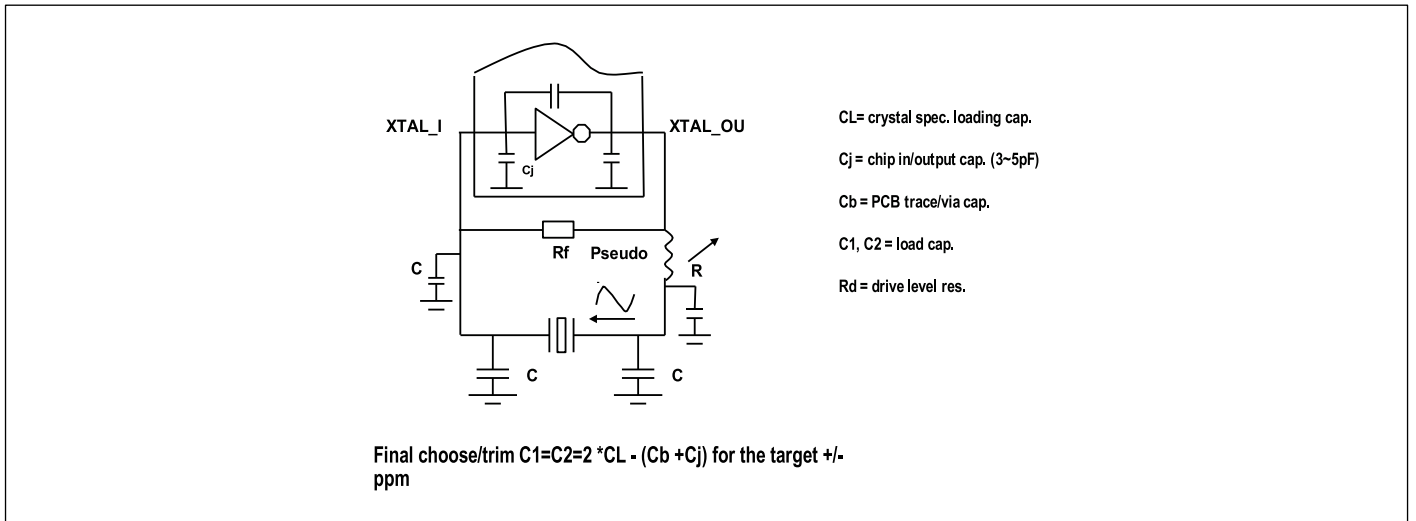 XTAL_I
XTAL_OU
Cj
Rf
Pseudo
R
C
C
C
CL= crystal spec. loading cap.
Cj = chip in/output cap. (3~5pF)
Cb = PCB trace/via cap.
C1, C2 = load cap.
Rd = drive level res.
Final choose/trim C1=C2=2 *CL - (Cb +Cj) for the target +/-
ppm